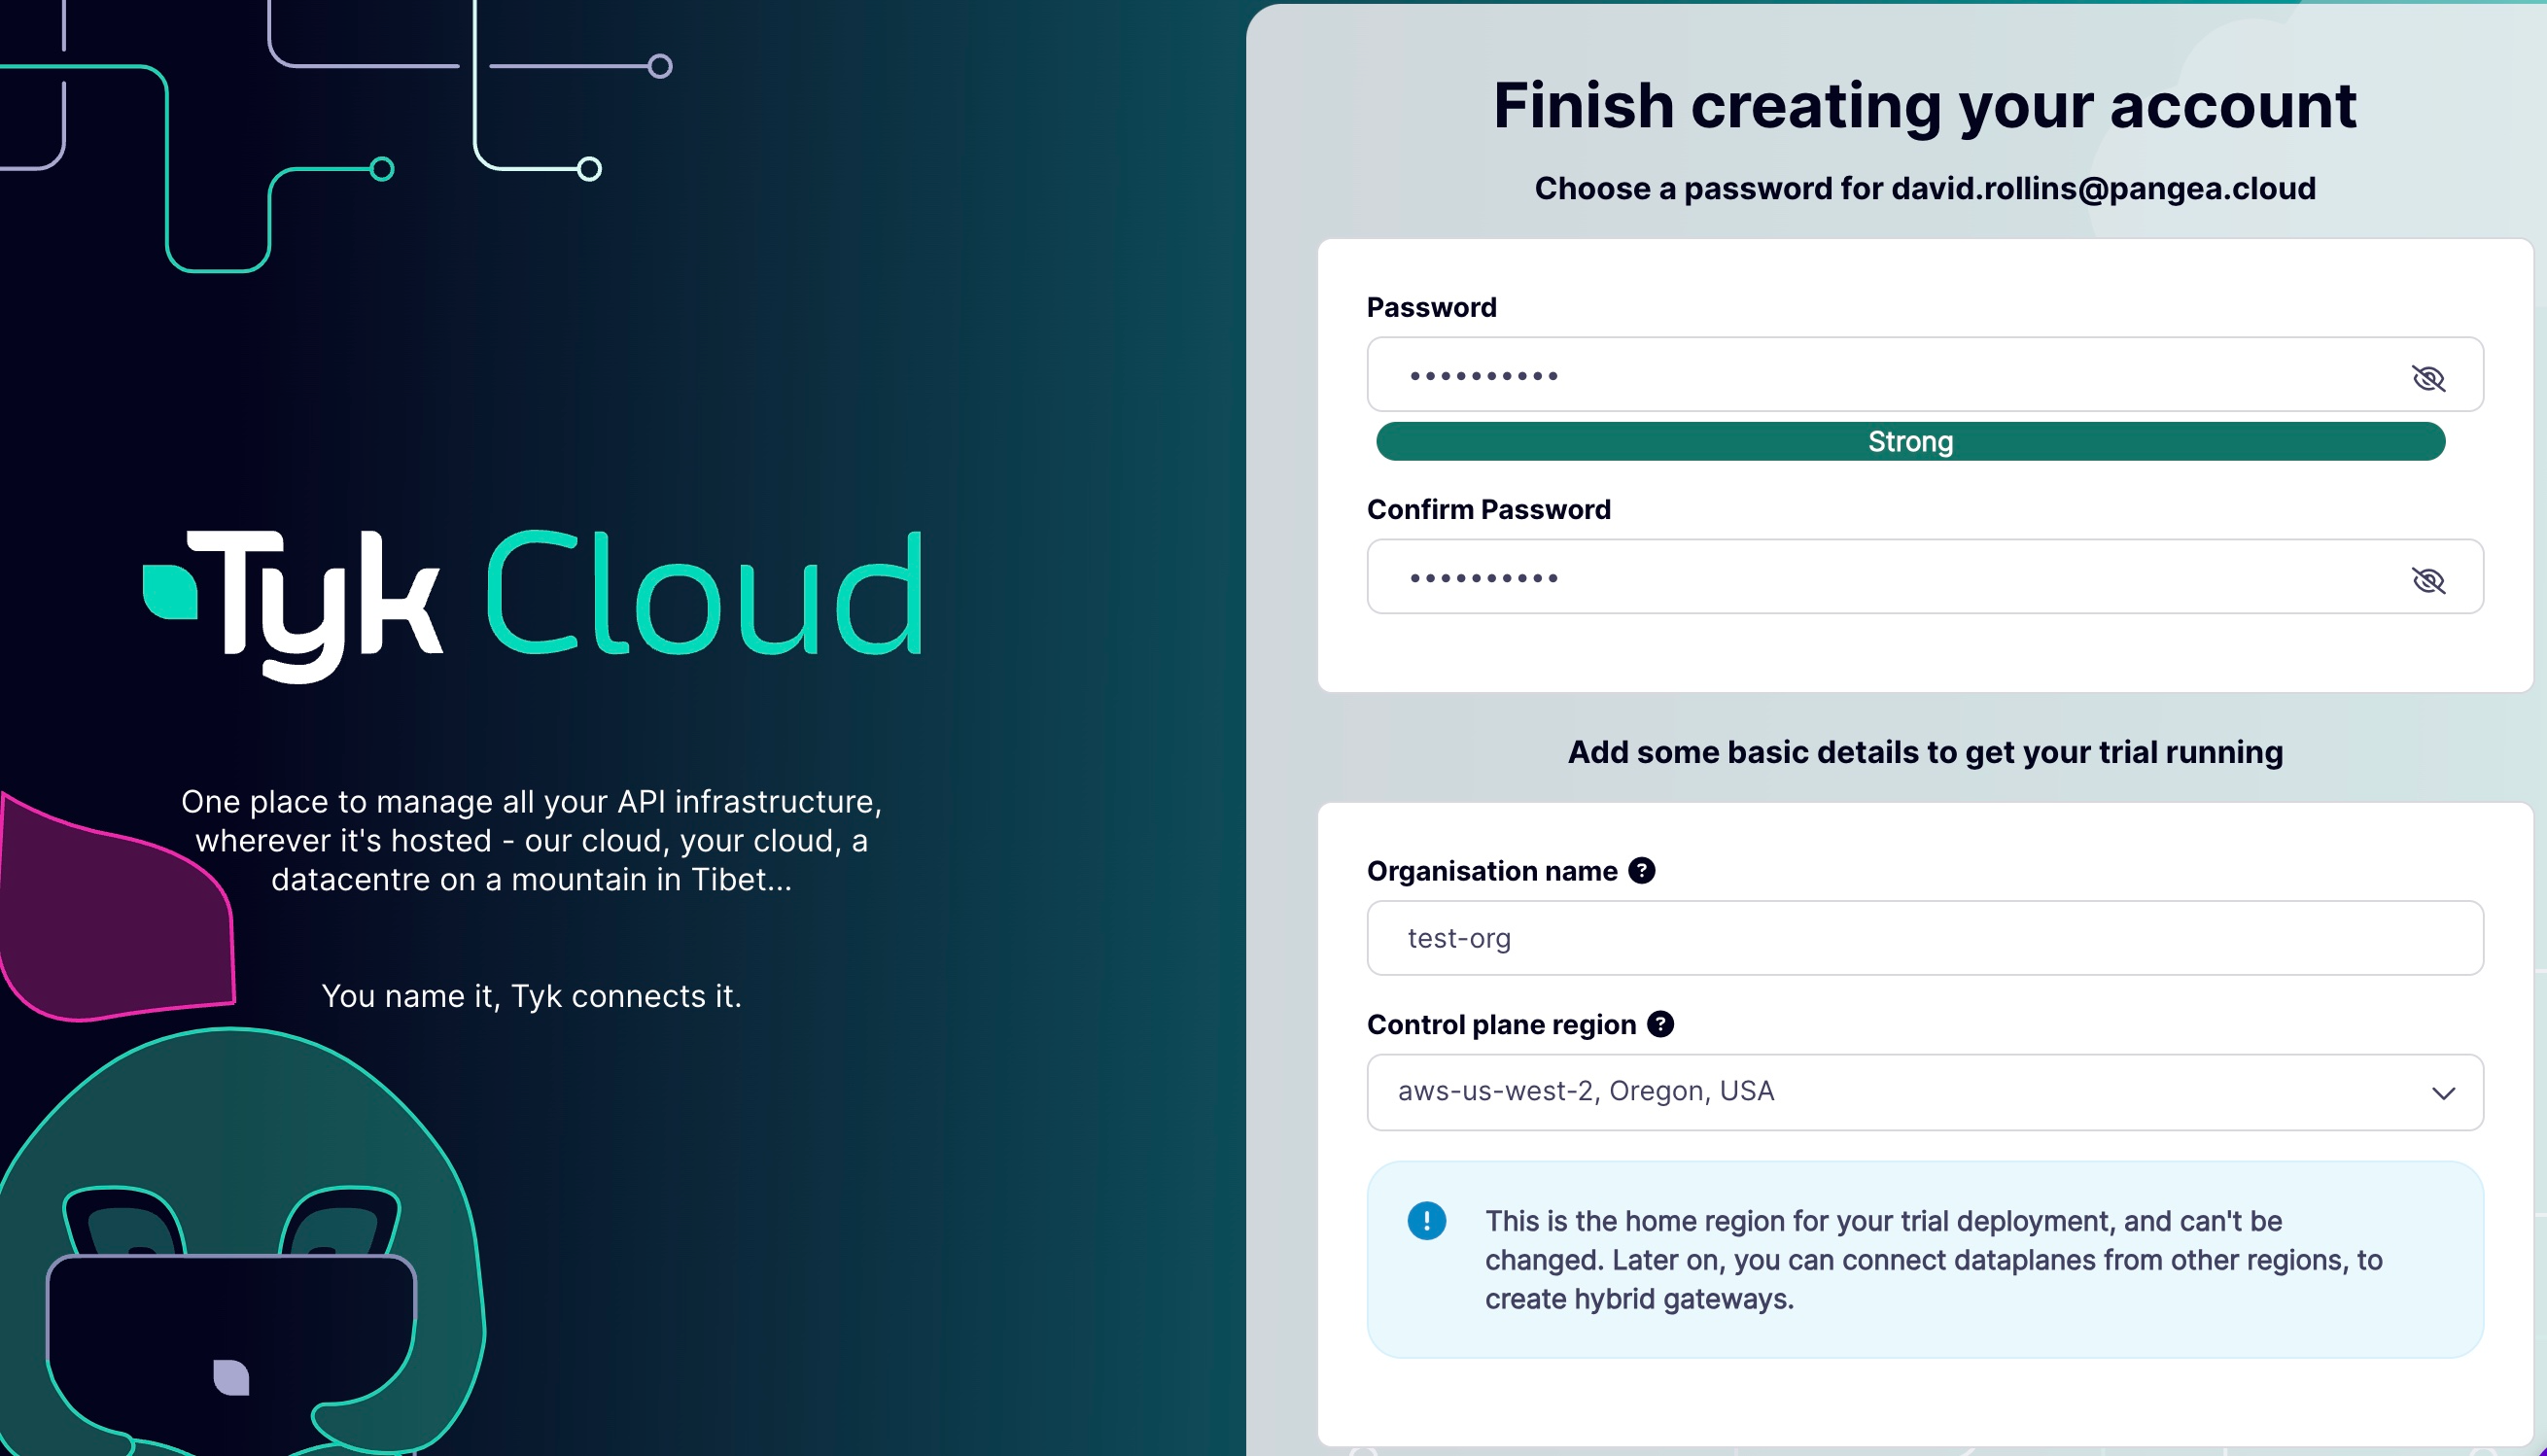 Tyk Cloud
One place to manage all your API infrastructure,
wherever it's hosted - our cloud, your cloud, a
datacentre on a mountain in Tibet...
You name it, Tyk connects it.
Finish creating your account
Choose a password for david.rollins@pangea.cloud
Password
••••••••••
Strong
Confirm Password
••••••••••
Add some basic details to get your trial running
Organisation name ?
test-org
Control plane region ?
aws-us-west-2, Oregon, USA
This is the home region for your trial deployment, and can't be
changed. Later on, you can connect dataplanes from other regions, to
create hybrid gateways.